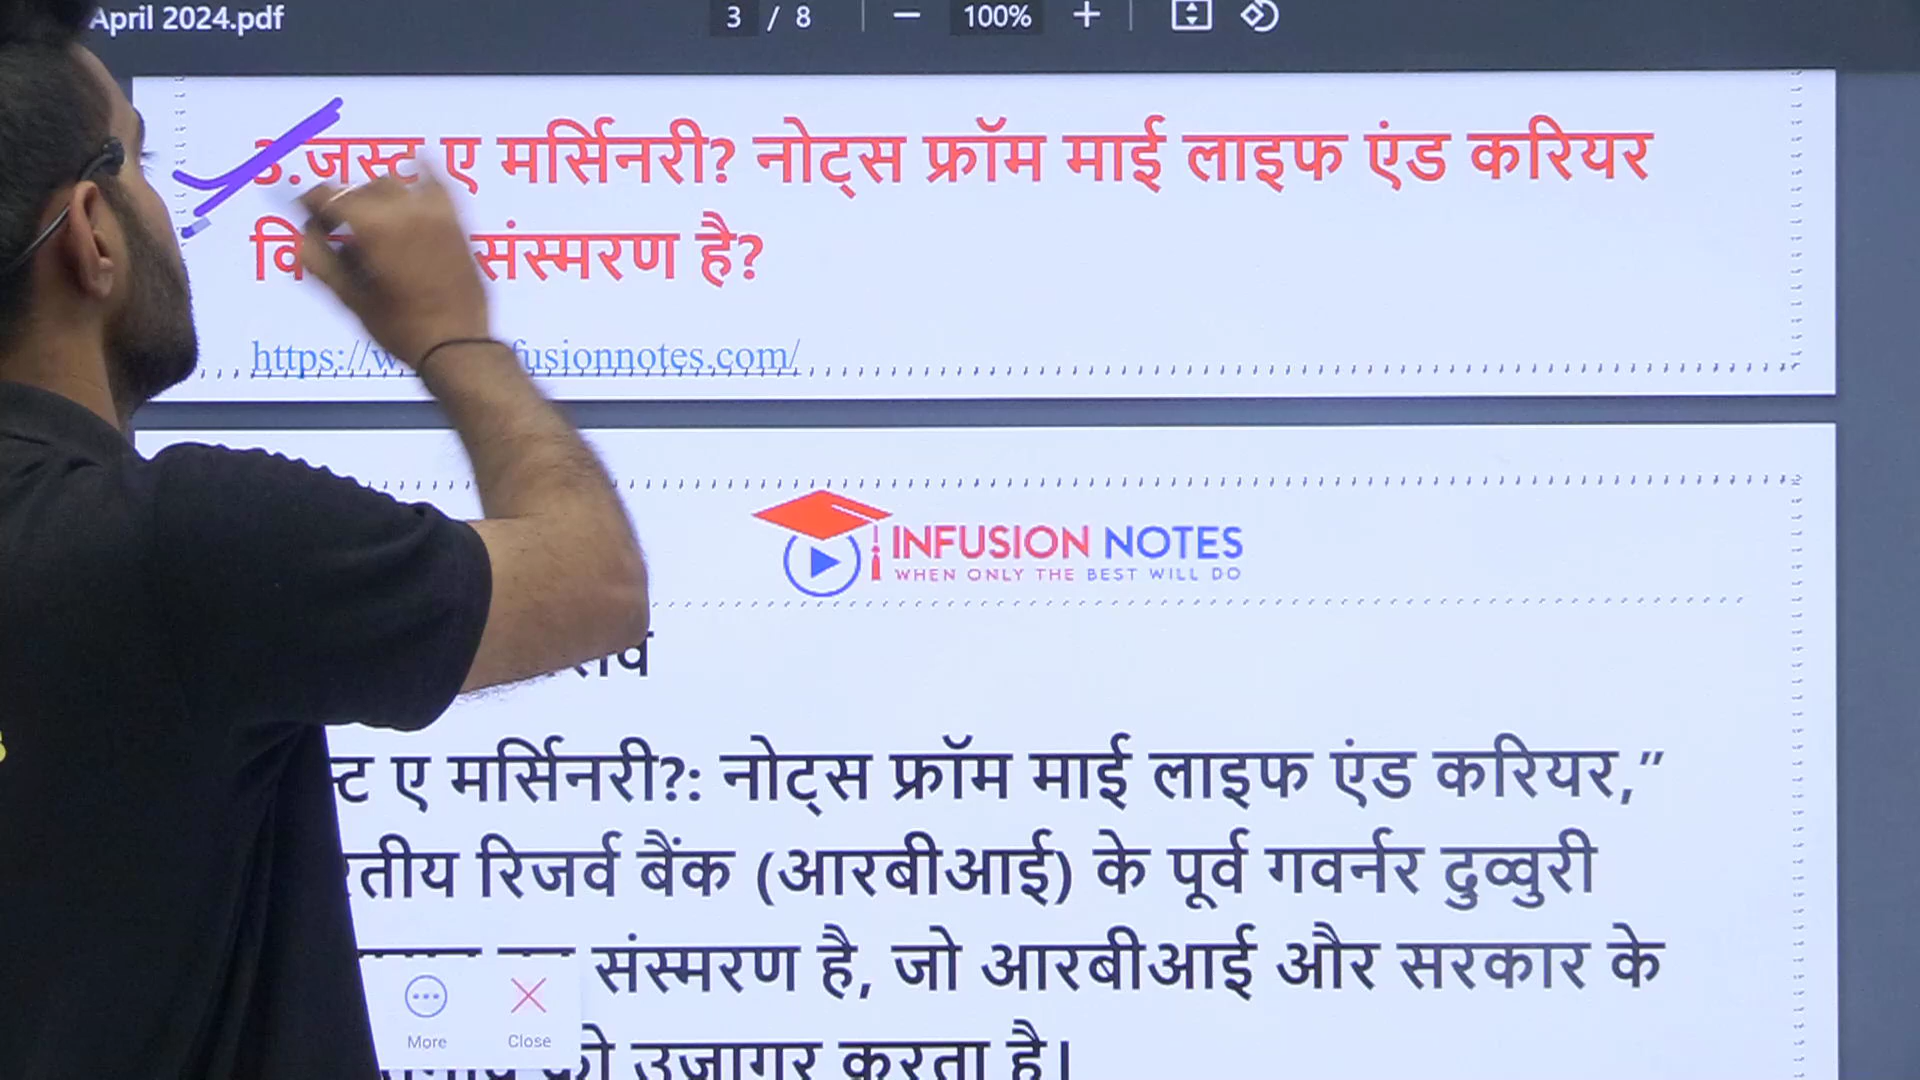 April 2024.pdf
3 / 8
100%
3.जस्ट ए मर्सिनरी? नोट्स फ्रॉम माई लाइफ एंड करियर
संस्मरण है?
https://w fusionnotes.com/
INFUSION NOTES
WHEN ONLY THE BEST WILL DO
ए मर्सिनरी?: नोट्स फ्रॉम माई लाइफ एंड करियर,”
रिजर्व बैंक (आरबीआई) के पूर्व गवर्नर दुव्वुरी
संस्मरण है, जो आरबीआई और सरकार के
को उजागर करता है।
More
Close